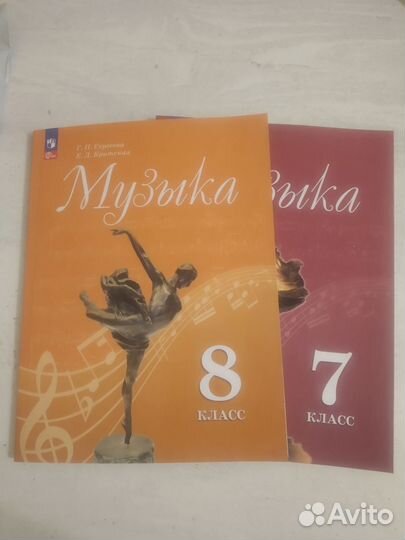 Г. П. Сергеева
Е. Д. Критская
Музыка
8
КЛАСС
зыка
7
КЛАСС
Avito